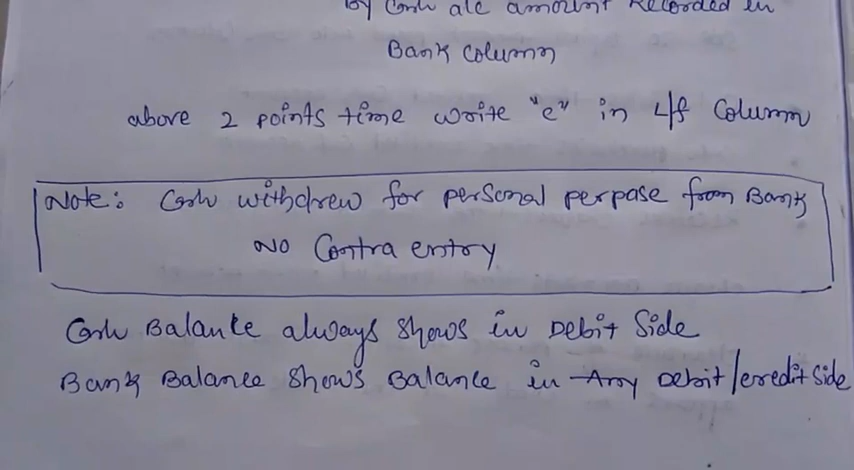 By Cash a/c amount Recorded in
Bank column
above 2 points time write "c" in L/f Column
Note: Cash withdrew for personal perpase from Bank
No Contra entry
Cash Balance always shows in Debit Side
Bank Balance shows Balance in Any Debit/credit side